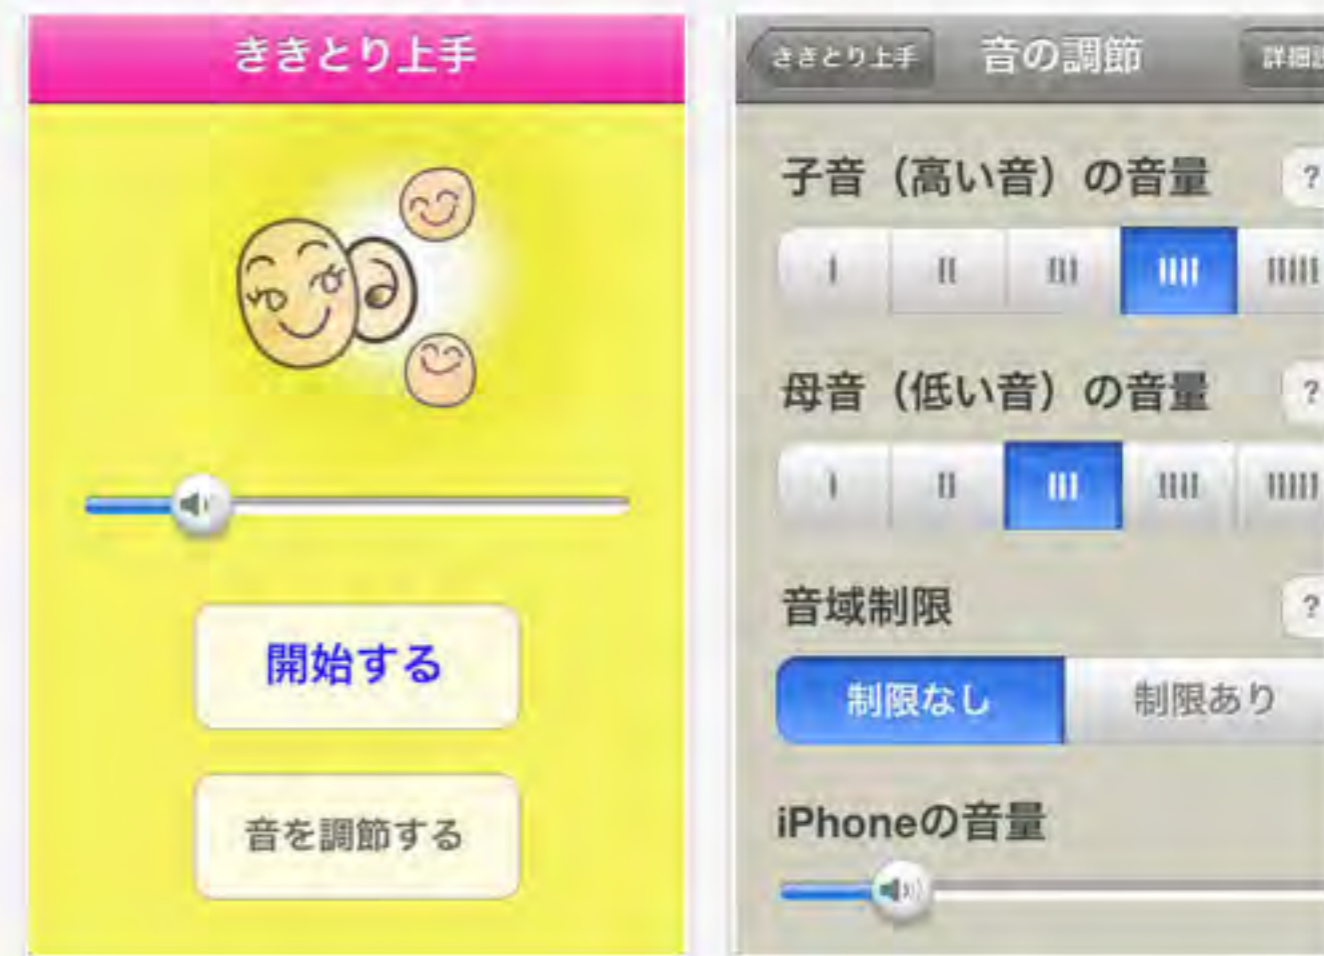 ききとり上手
開始する
音を調節する
ききとり上手
音の調節
詳細
子音（高い音）の音量
?
母音（低い音）の音量
?
音域制限
?
制限なし
制限あり
iPhoneの音量